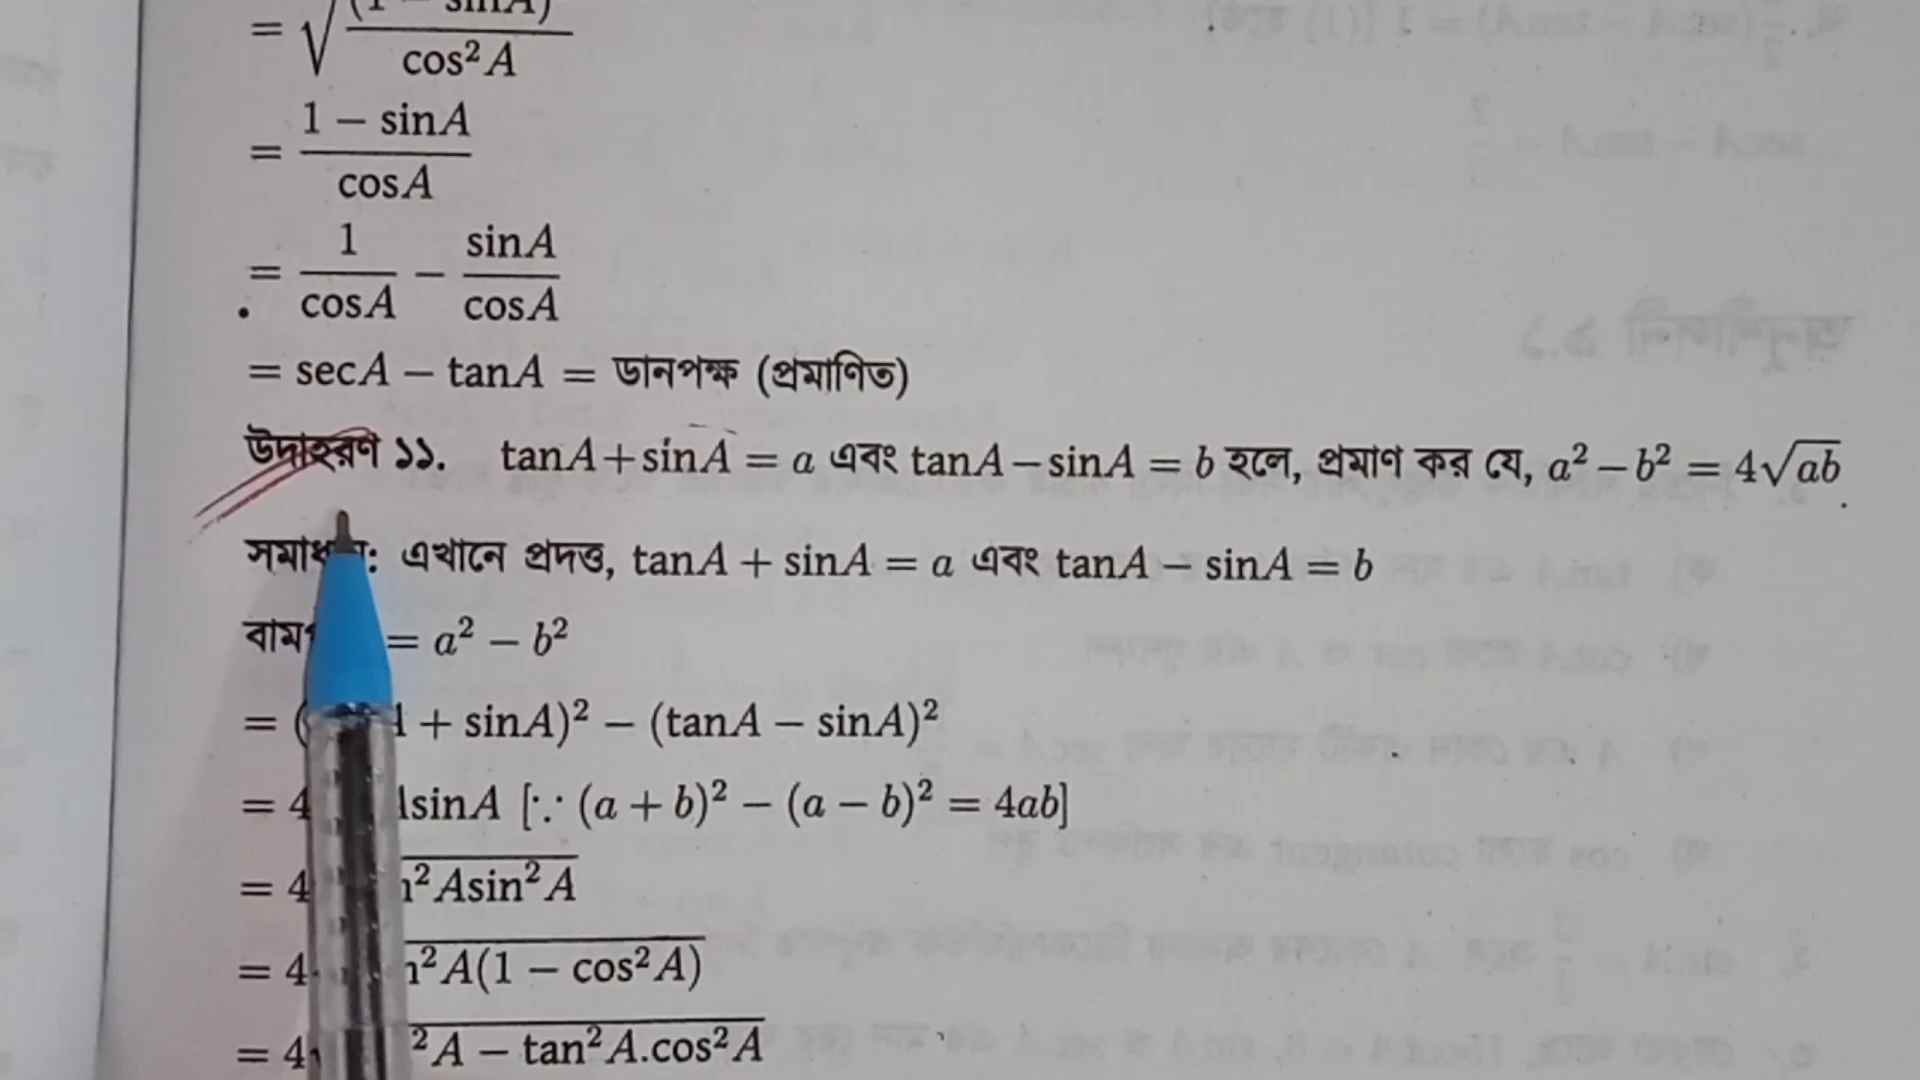 = √(1 − sinA)/cos²A
= (1 − sinA)/cosA
= 1/cosA − sinA/cosA
= secA − tanA = ডানপক্ষ (প্রমাণিত)
উদাহরণ ১১. tanA+sinA = a এবং tanA−sinA = b হলে, প্রমাণ কর যে, a² − b² = 4√ab
সমাধান: এখানে প্রদত্ত, tanA + sinA = a এবং tanA − sinA = b
= a² − b²
= ( + sinA)² − (tanA − sinA)²
= 4 sinA [∵ (a + b)² − (a − b)² = 4ab]
= 4 ²Asin²A
= 4 ²A(1 − cos²A)
= 4 ²A − tan²A.cos²A